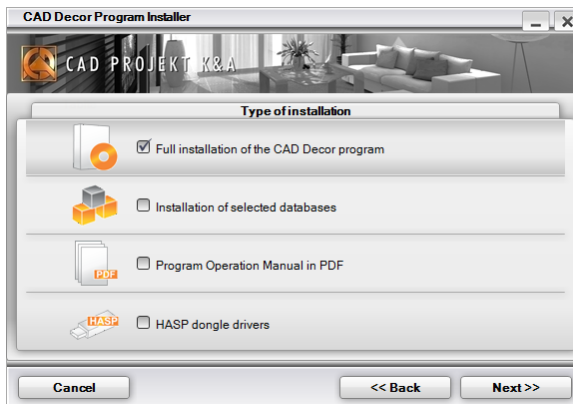 CAD Decor Program Installer
CAD PROJEKT K&A
Type of installation
Full installation of the CAD Decor program
Installation of selected databases
Program Operation Manual in PDF
PDF
HASP dongle drivers
HASP
Cancel
<< Back
Next >>